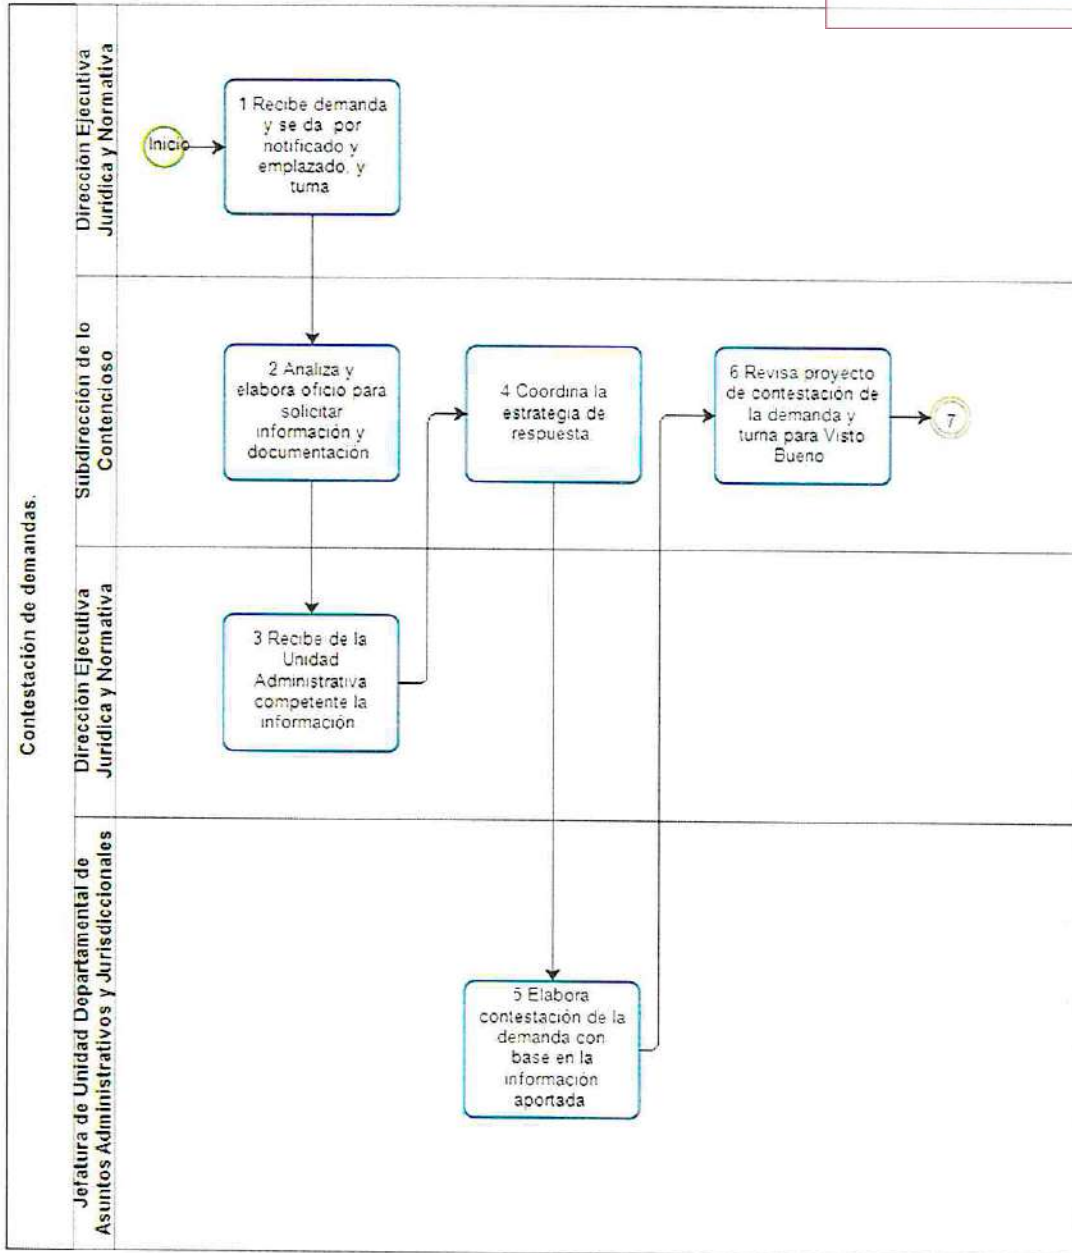 Contestación de demandas.
Dirección Ejecutiva
Jurídica y Normativa
Inicio
1 Recibe demanda
y se da por
notificado y
emplazado, y
turna
Subdirección de lo
Contencioso
2 Analiza y
elabora oficio para
solicitar
información y
documentación
4 Coordina la
estrategia de
respuesta
6 Revisa proyecto
de contestación de
la demanda y
turna para Visto
Bueno
7
Dirección Ejecutiva
Jurídica y Normativa
3 Recibe de la
Unidad
Administrativa
competente la
información
Jefatura de Unidad Departamental de
Asuntos Administrativos y Jurisdiccionales
5 Elabora
contestación de la
demanda con
base en la
información
aportada